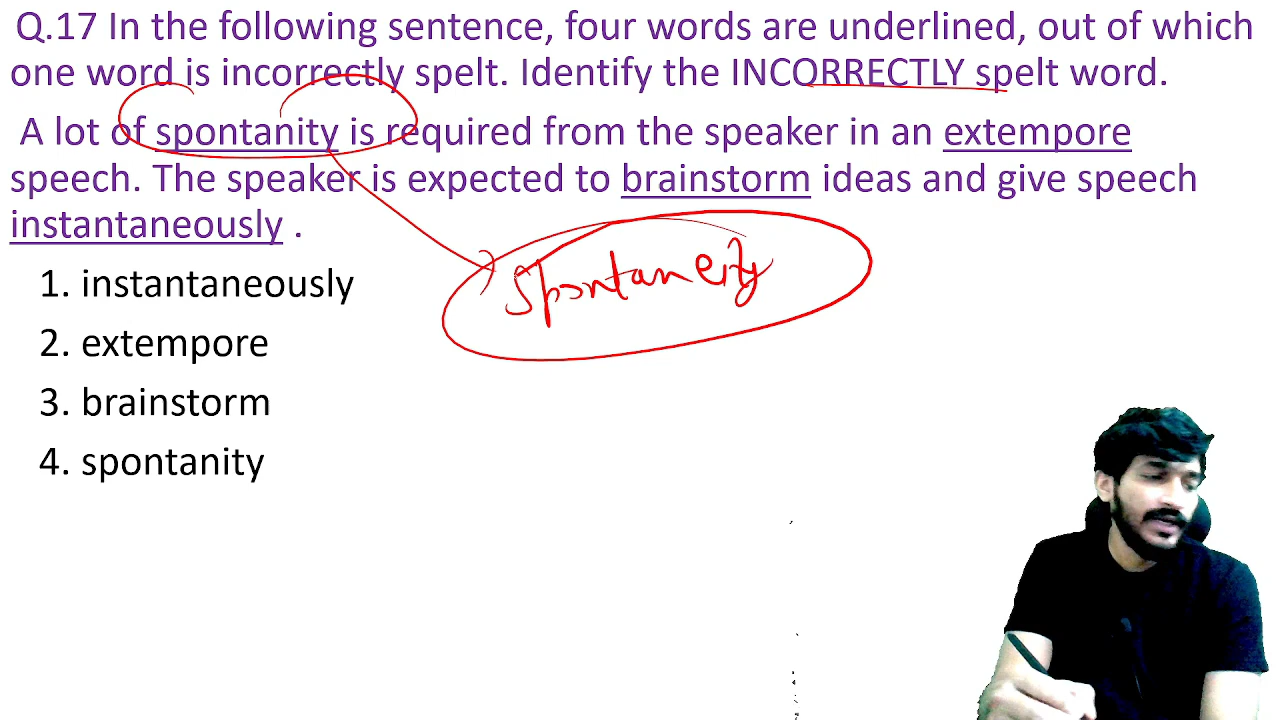 Q.17 In the following sentence, four words are underlined, out of which
one word is incorrectly spelt. Identify the INCORRECTLY spelt word.
A lot of spontanity is required from the speaker in an extempore
speech. The speaker is expected to brainstorm ideas and give speech
instantaneously .
Spontaneity
1. instantaneously
2. extempore
3. brainstorm
4. spontanity